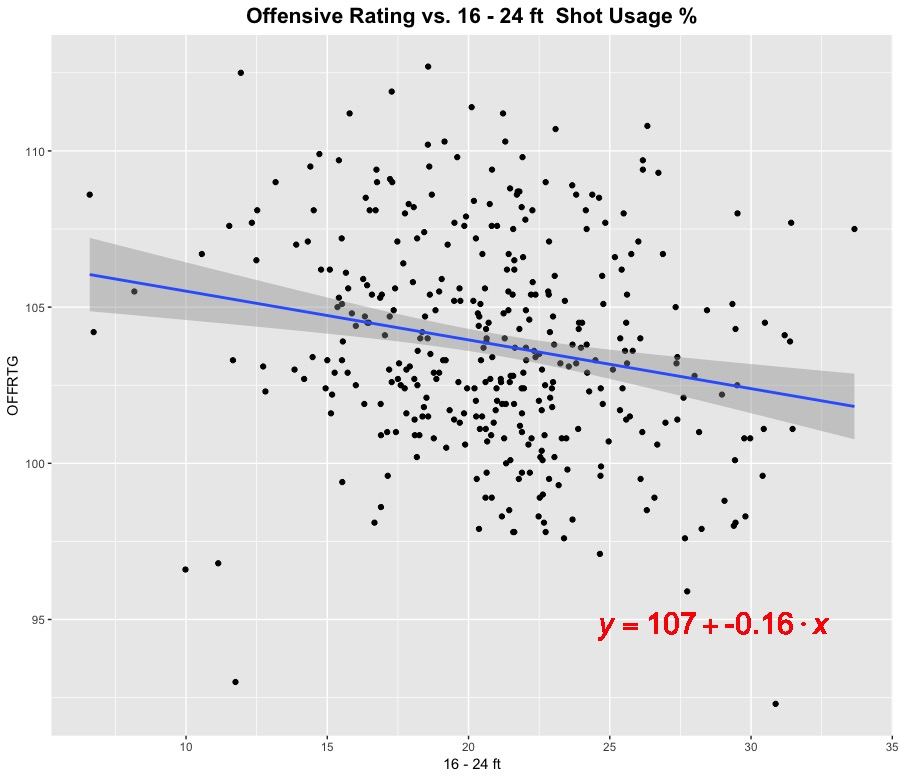 Offensive Rating vs. 16 - 24 ft  Shot Usage %
110
105
100
95
OFFRTG
y = 107 + -0.16 · x
10 15 20 25 30 35
16 - 24 ft